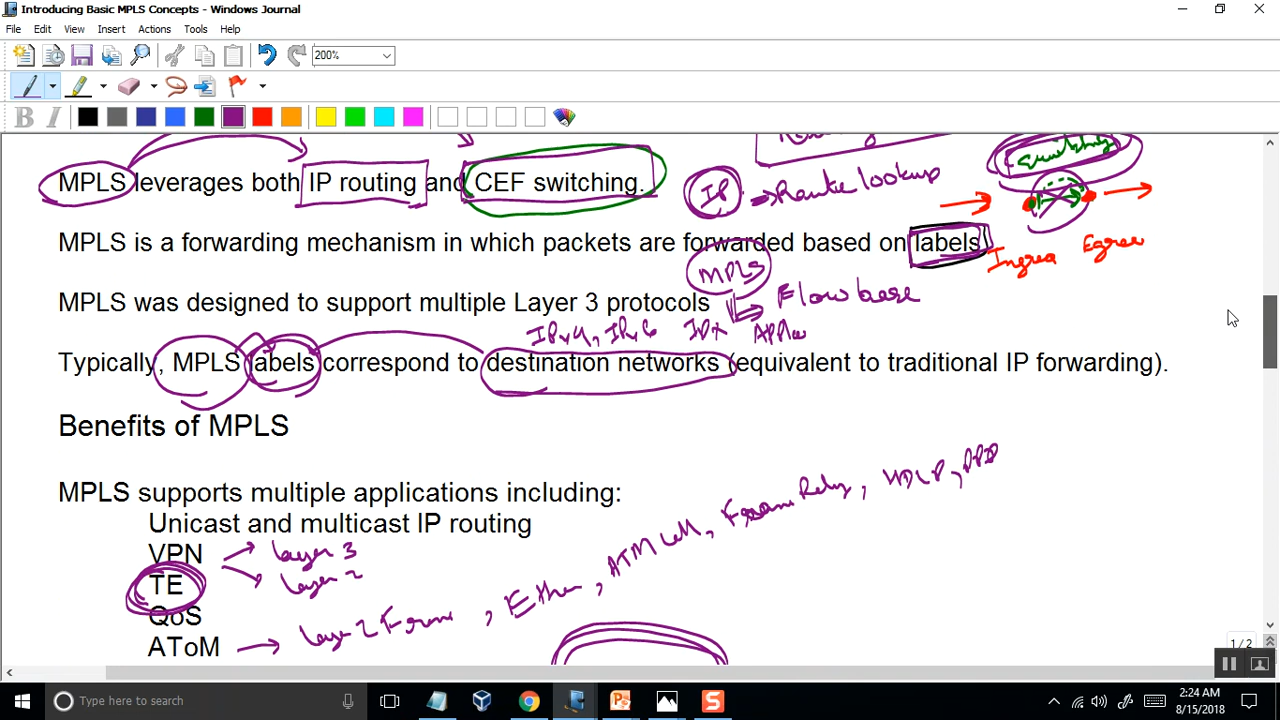 Introducing Basic MPLS Concepts - Windows Journal
File Edit View Insert Actions Tools Help
200%
B I
MPLS leverages both IP routing and CEF switching.
IP → Route lookup
MPLS is a forwarding mechanism in which packets are forwarded based on labels
Egress
MPLS
MPLS was designed to support multiple Layer 3 protocols
Flow base
IPv4, IPv6 IPX
Typically, MPLS labels correspond to destination networks (equivalent to traditional IP forwarding).
Benefits of MPLS
MPLS supports multiple applications including:
Unicast and multicast IP routing
VPN
Layer 3
Layer 2
TE
QoS
AToM
Layer 2 Frame, Ether, ATM Cell, Frame Relay,
1/2
Type here to search
2:24 AM
8/15/2018